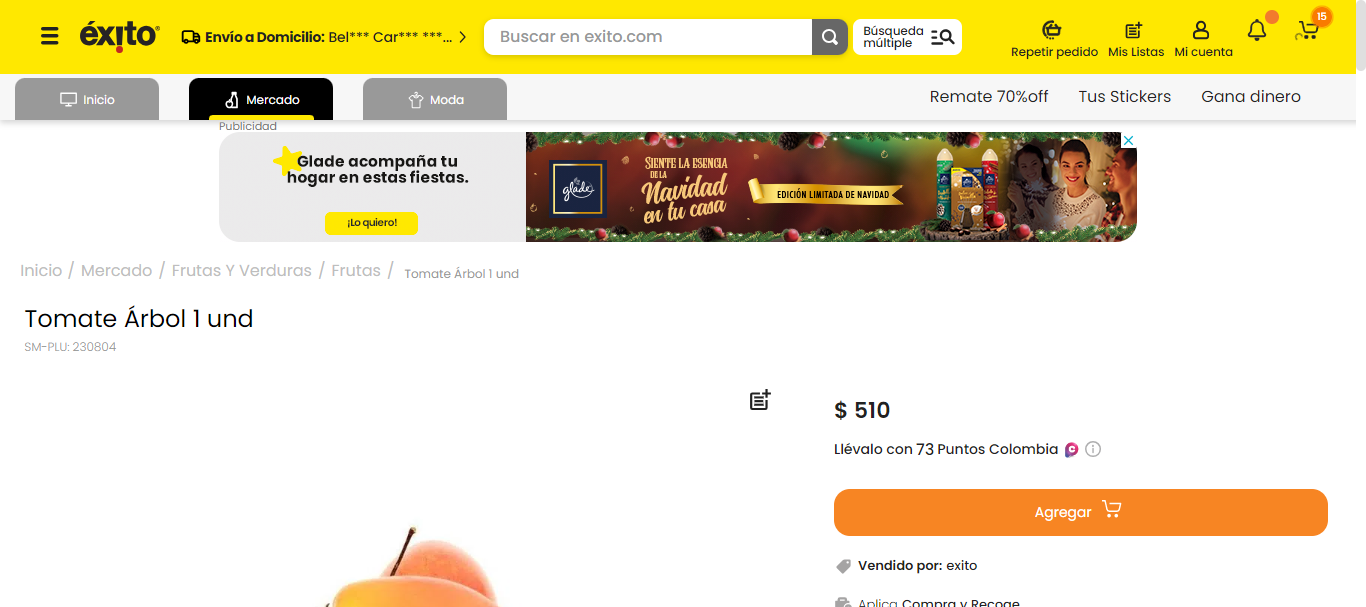 éxito
Envío a Domicilio: Bel*** Car*** ***...
Buscar en exito.com
Búsqueda
múltiple
Repetir pedido
Mis Listas
Mi cuenta
15
Inicio
Mercado
Moda
Remate 70%off
Tus Stickers
Gana dinero
Publicidad
Glade acompaña tu
hogar en estas fiestas.
¡Lo quiero!
glade
SIENTE LA ESENCIA
DE LA
Navidad
en tu casa
EDICIÓN LIMITADA DE NAVIDAD
Inicio / Mercado / Frutas Y Verduras / Frutas / Tomate Árbol 1 und
Tomate Árbol 1 und
SM-PLU: 230804
$ 510
Llévalo con 73 Puntos Colombia
Agregar
Vendido por: exito
Aplica Compra y Recoge